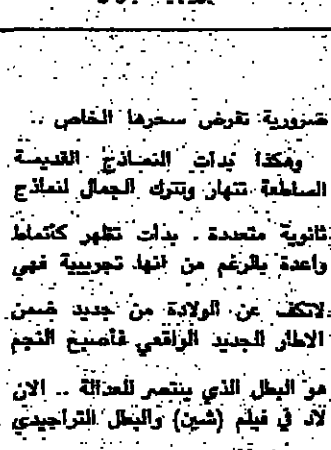 ضرورية تفرض سحرها الخاص ..
وهكذا بدأت النماذج القديمة
الساطعة تنهار وتترك المجال لنماذج
ثانوية متعددة . بدأت تظهر كأنماط
واعدة بالرغم من انها تجريبية فهي
لاتكف عن الولادة من جديد ضمن
الاطار الجديد الواقعي فأصبح النجم
هو البطل الذي ينتصر للعدالة .. الان
لاد في فيلم (شين) والبطل التراجيدي